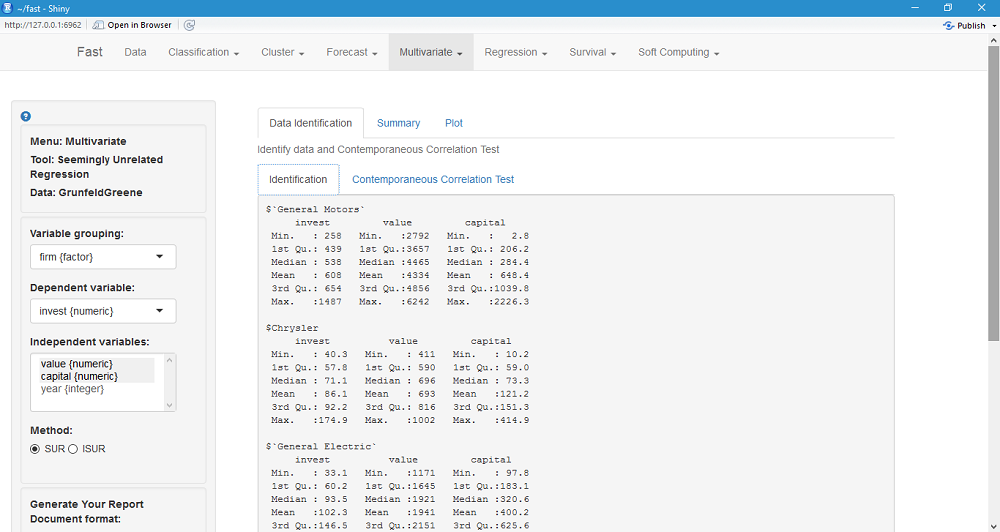 ~/fast - Shiny
http://127.0.0.1:6962 Open in Browser Publish
Fast Data Classification Cluster Forecast Multivariate Regression Survival Soft Computing
?
Menu: Multivariate
Tool: Seemingly Unrelated
Regression
Data: GrunfeldGreene
Variable grouping:
firm {factor}
Dependent variable:
invest {numeric}
Independent variables:
value {numeric}
capital {numeric}
year {integer}
Method:
SUR ISUR
Generate Your Report
Document format:
Data Identification Summary Plot
Identify data and Contemporaneous Correlation Test
Identification Contemporaneous Correlation Test
$`General Motors`
invest value capital
Min. : 258 Min. :2792 Min. : 2.8
1st Qu.: 439 1st Qu.:3657 1st Qu.: 206.2
Median : 538 Median :4465 Median : 284.4
Mean : 608 Mean :4334 Mean : 648.4
3rd Qu.: 654 3rd Qu.:4856 3rd Qu.:1039.8
Max. :1487 Max. :6242 Max. :2226.3
$Chrysler
invest value capital
Min. : 40.3 Min. : 411 Min. : 10.2
1st Qu.: 57.8 1st Qu.: 590 1st Qu.: 59.0
Median : 71.1 Median : 696 Median : 73.3
Mean : 86.1 Mean : 693 Mean :121.2
3rd Qu.: 92.2 3rd Qu.: 816 3rd Qu.:151.3
Max. :174.9 Max. :1002 Max. :414.9
$`General Electric`
invest value capital
Min. : 33.1 Min. :1171 Min. : 97.8
1st Qu.: 60.2 1st Qu.:1645 1st Qu.:183.1
Median : 93.5 Median :1921 Median :320.6
Mean :102.3 Mean :1941 Mean :400.2
3rd Qu.:146.5 3rd Qu.:2151 3rd Qu.:625.6